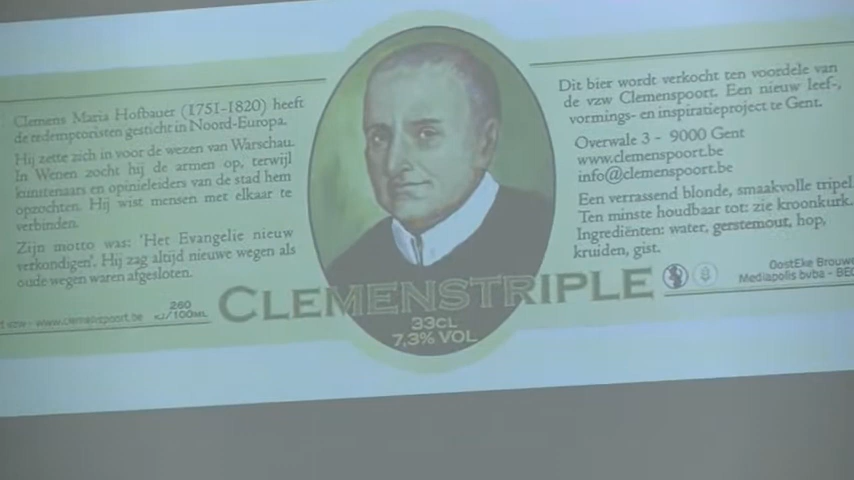 Clemens Maria Hofbauer (1751-1820) heeft
de redemptoristen gesticht in Noord-Europa.
Hij zette zich in voor de wezen van Warschau.
In Wenen zocht hij de armen op, terwijl
kunstenaars en opinieleiders van de stad hem
opzochten. Hij wist mensen met elkaar te
verbinden.
Zijn motto was: 'Het Evangelie nieuw
verkondigen'. Hij zag altijd nieuwe wegen als
oude wegen waren afgesloten.
vzw - www.clemenspoort.be
260
KJ/100ML
CLEMENSTRIPLE
33CL
7,3% VOL
Dit bier wordt verkocht ten voordele van
de vzw Clemenspoort. Een nieuw leef-,
vormings- en inspiratieproject te Gent.
Overwale 3 - 9000 Gent
www.clemenspoort.be
info@clemenspoort.be
Een verrassend blonde, smaakvolle tripel.
Ten minste houdbaar tot: zie kroonkurk.
Ingrediënten: water, gerstemout, hop,
kruiden, gist.
OostEke Brouw
Mediapolis bvba - BE